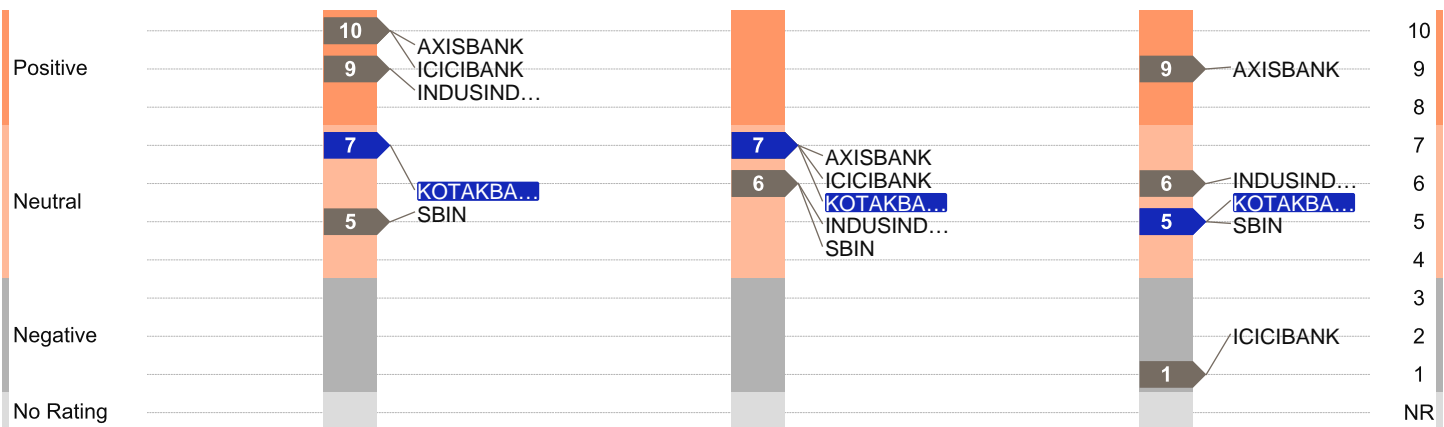 10
AXISBANK
10
Positive
9
ICICIBANK
9
AXISBANK
9
INDUSIND…
8
7
7
AXISBANK
7
6
ICICIBANK
6
INDUSIND…
6
Neutral
KOTAKBA…
KOTAKBA…
KOTAKBA…
5
SBIN
INDUSIND…
5
SBIN
5
SBIN
4
3
Negative
ICICIBANK
2
1
1
No Rating
NR